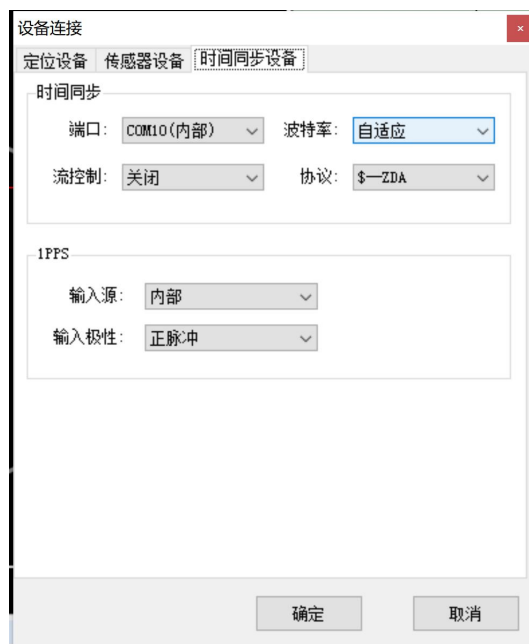 设备连接
定位设备 传感器设备 时间同步设备
时间同步
端口: COM10(内部) 波特率: 自适应
流控制: 关闭 协议: $—ZDA
1PPS
输入源: 内部
输入极性: 正脉冲
确定 取消